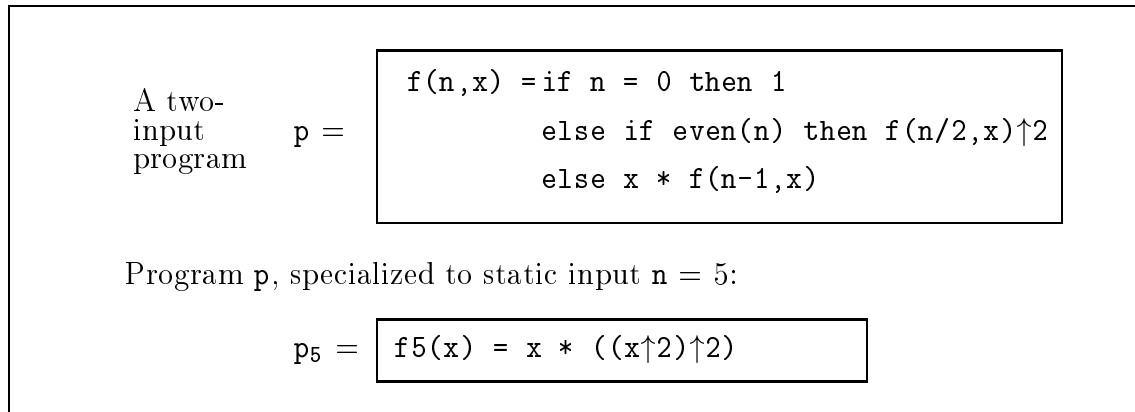 A two-
input
program
p =
f(n,x) = if n = 0 then 1
else if even(n) then f(n/2,x)↑2
else x * f(n-1,x)
Program p, specialized to static input n = 5:
p₅ =
f5(x) = x * ((x↑2)↑2)